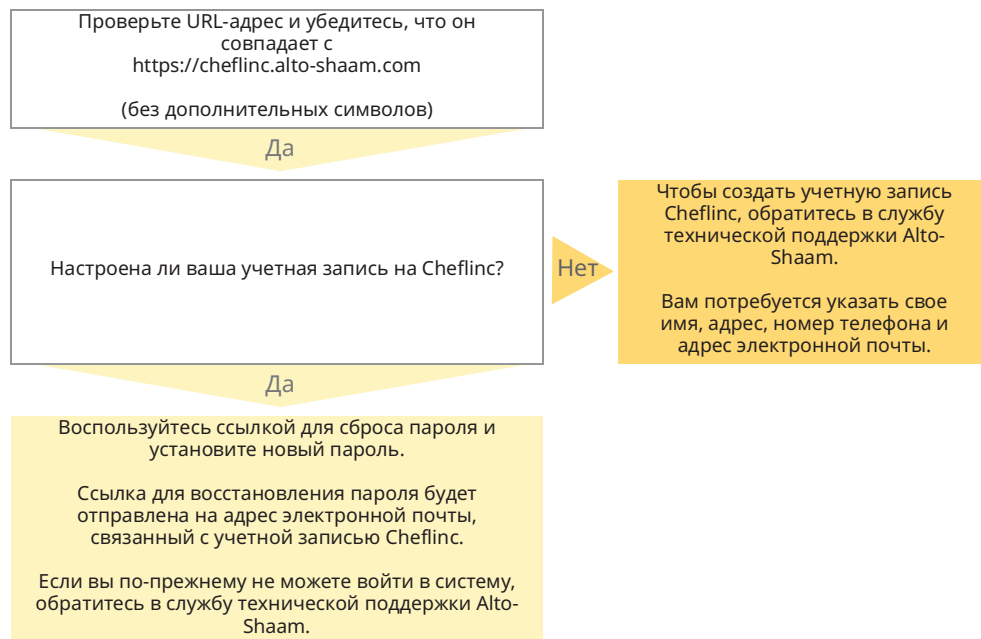 Проверьте URL-адрес и убедитесь, что он
совпадает с
https://cheflinc.alto-shaam.com
(без дополнительных символов)
Да
Настроена ли ваша учетная запись на Cheflinc?
Нет
Чтобы создать учетную запись
Cheflinc, обратитесь в службу
технической поддержки Alto-
Shaam.
Вам потребуется указать свое
имя, адрес, номер телефона и
адрес электронной почты.
Да
Воспользуйтесь ссылкой для сброса пароля и
установите новый пароль.
Ссылка для восстановления пароля будет
отправлена на адрес электронной почты,
связанный с учетной записью Cheflinc.
Если вы по-прежнему не можете войти в систему,
обратитесь в службу технической поддержки Alto-
Shaam.